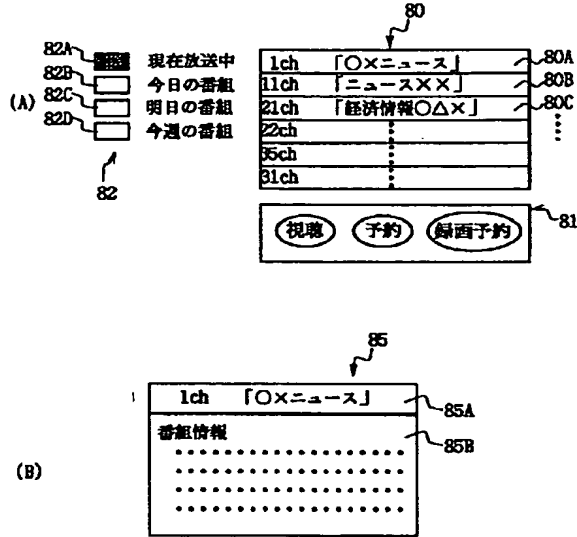 80
82A 現在放送中
82B 今日の番組
82C 明日の番組
82D 今週の番組
(A)
82
1ch 「○×ニュース」 80A
11ch 「ニュース××」 80B
21ch 「経済情報○△×」 80C
22ch
35ch
31ch
81
視聴 予約 録画予約
85
1ch 「○×ニュース」 85A
番組情報 85B
(B)